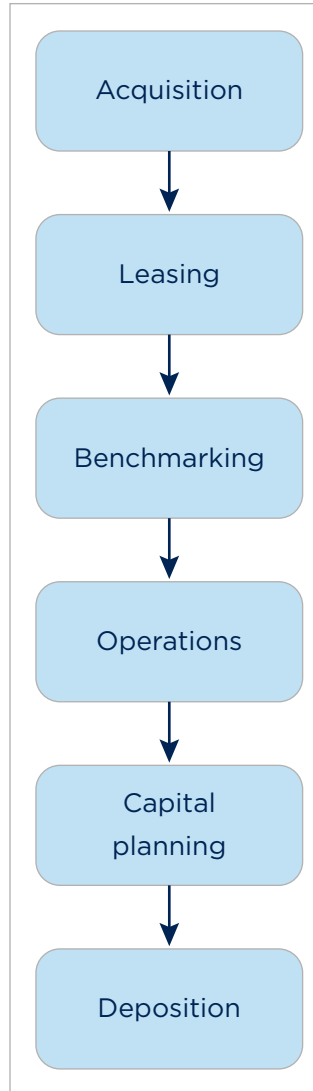 Acquisition
Leasing
Benchmarking
Operations
Capital
planning
Deposition